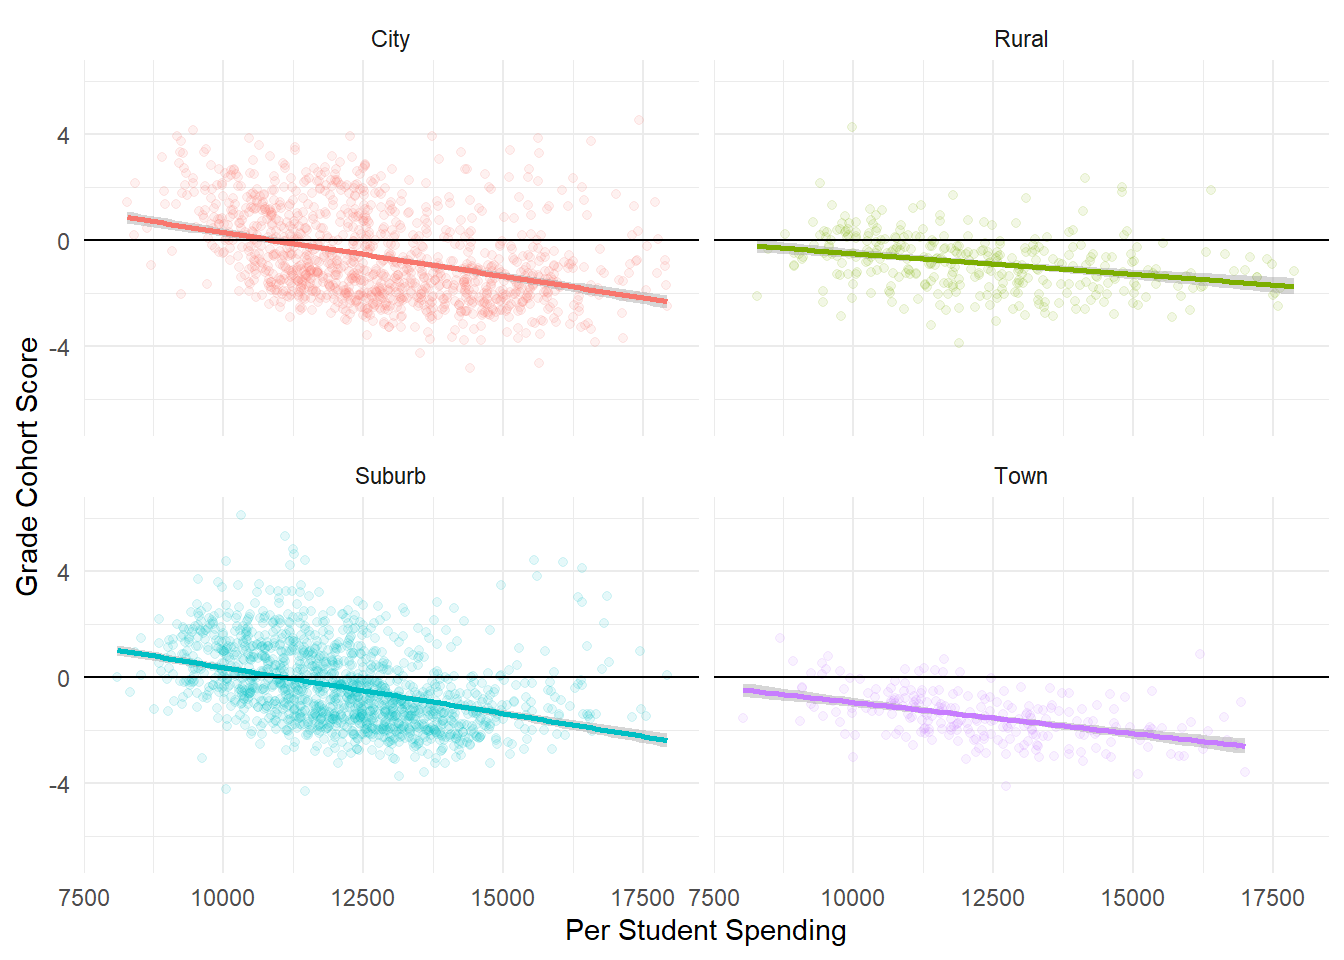 City
Rural
4
0
-4
Suburb
Town
4
0
-4
Grade Cohort Score
7500 10000 12500 15000 17500 7500 10000 12500 15000 17500
Per Student Spending